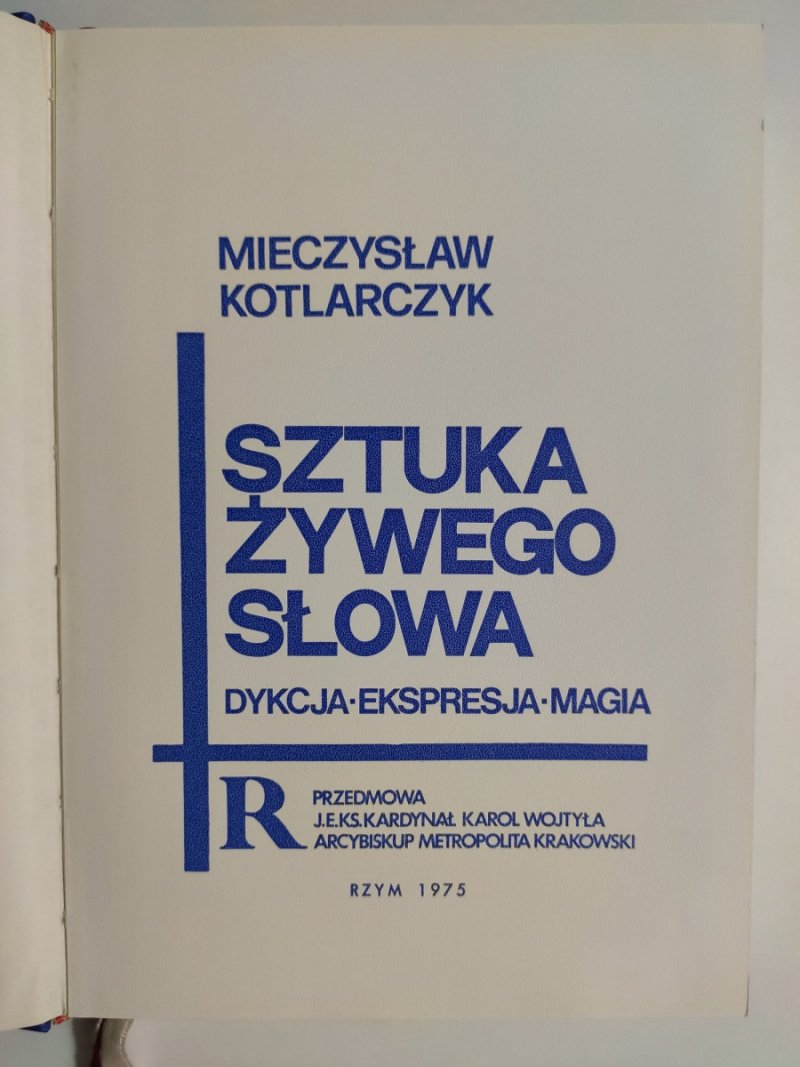 MIECZYSŁAW
KOTLARCZYK
SZTUKA
ŻYWEGO
SŁOWA
DYKCJA·EKSPRESJA·MAGIA
R
PRZEDMOWA
J.E.KS.KARDYNAŁ KAROL WOJTYŁA
ARCYBISKUP METROPOLITA KRAKOWSKI
RZYM 1975